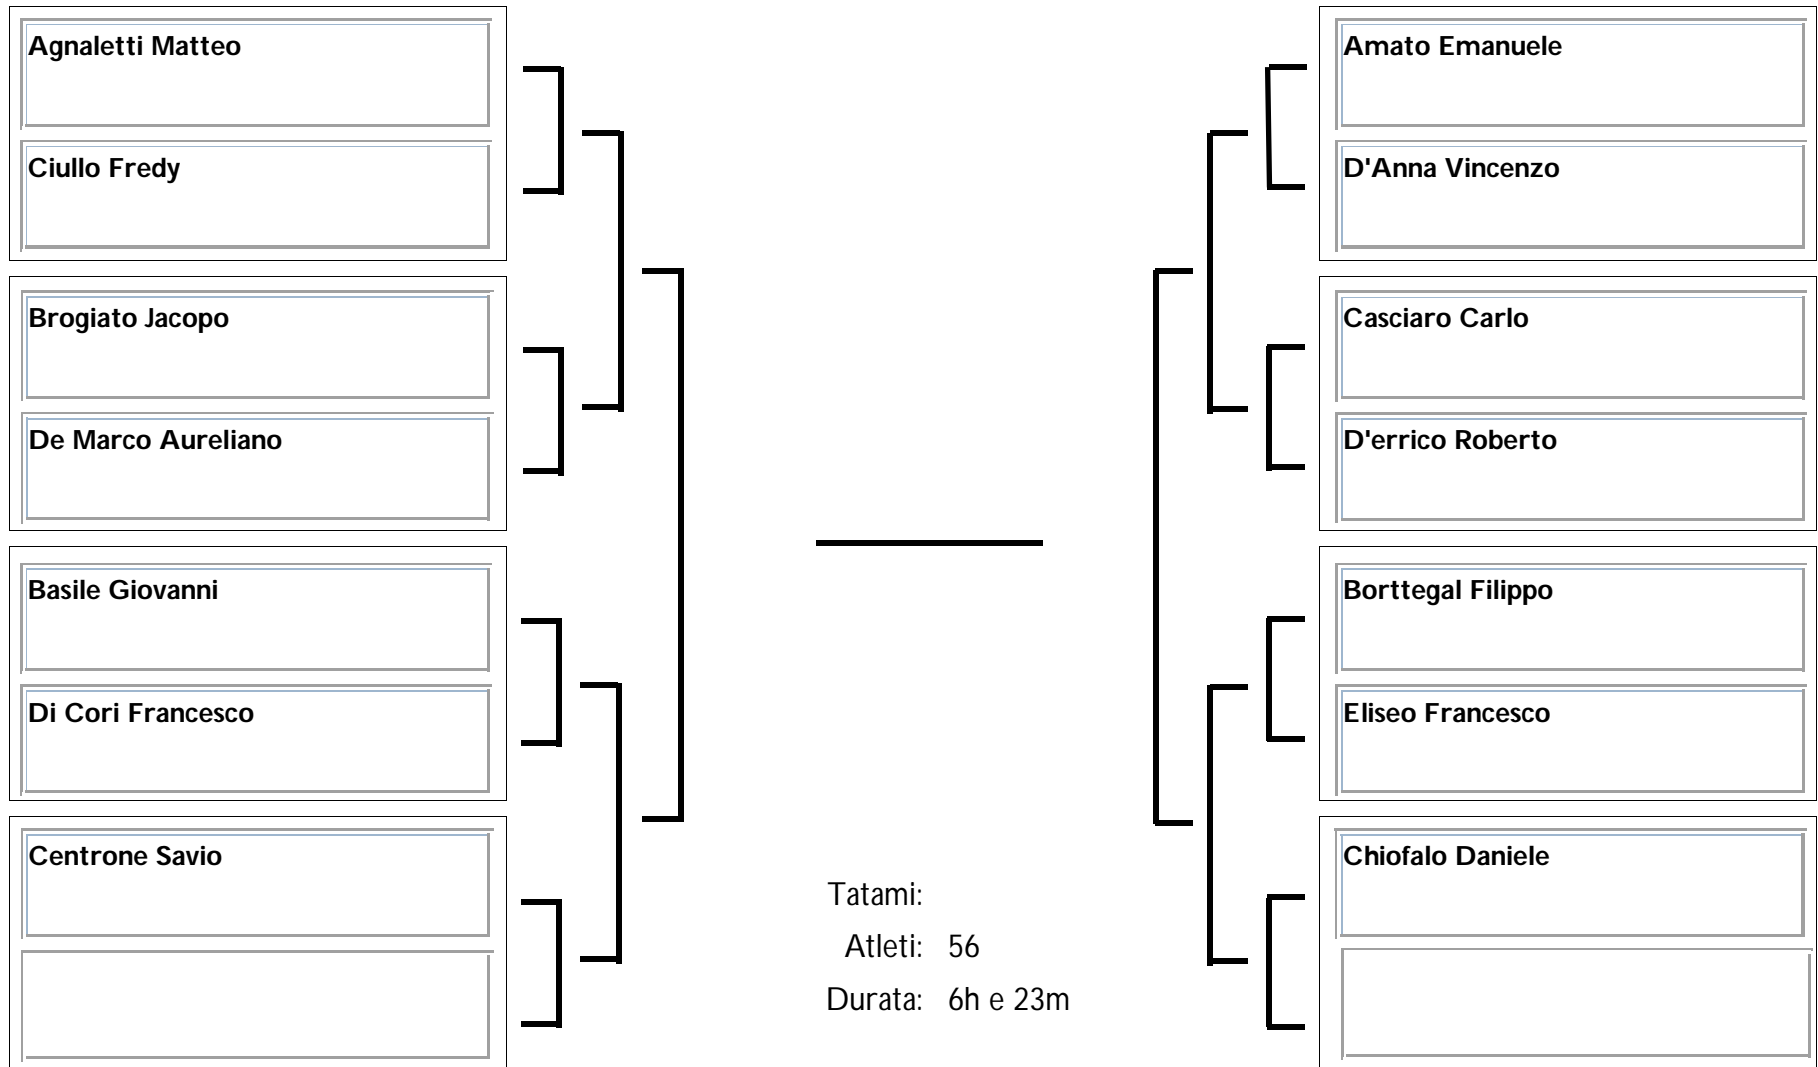 Agnaletti Matteo
Ciullo Fredy
Brogiato Jacopo
De Marco Aureliano
Basile Giovanni
Di Cori Francesco
Centrone Savio
Tatami:
Atleti: 56
Durata: 6h e 23m
Amato Emanuele
D'Anna Vincenzo
Casciaro Carlo
D'errico Roberto
Borttegal Filippo
Eliseo Francesco
Chiofalo Daniele